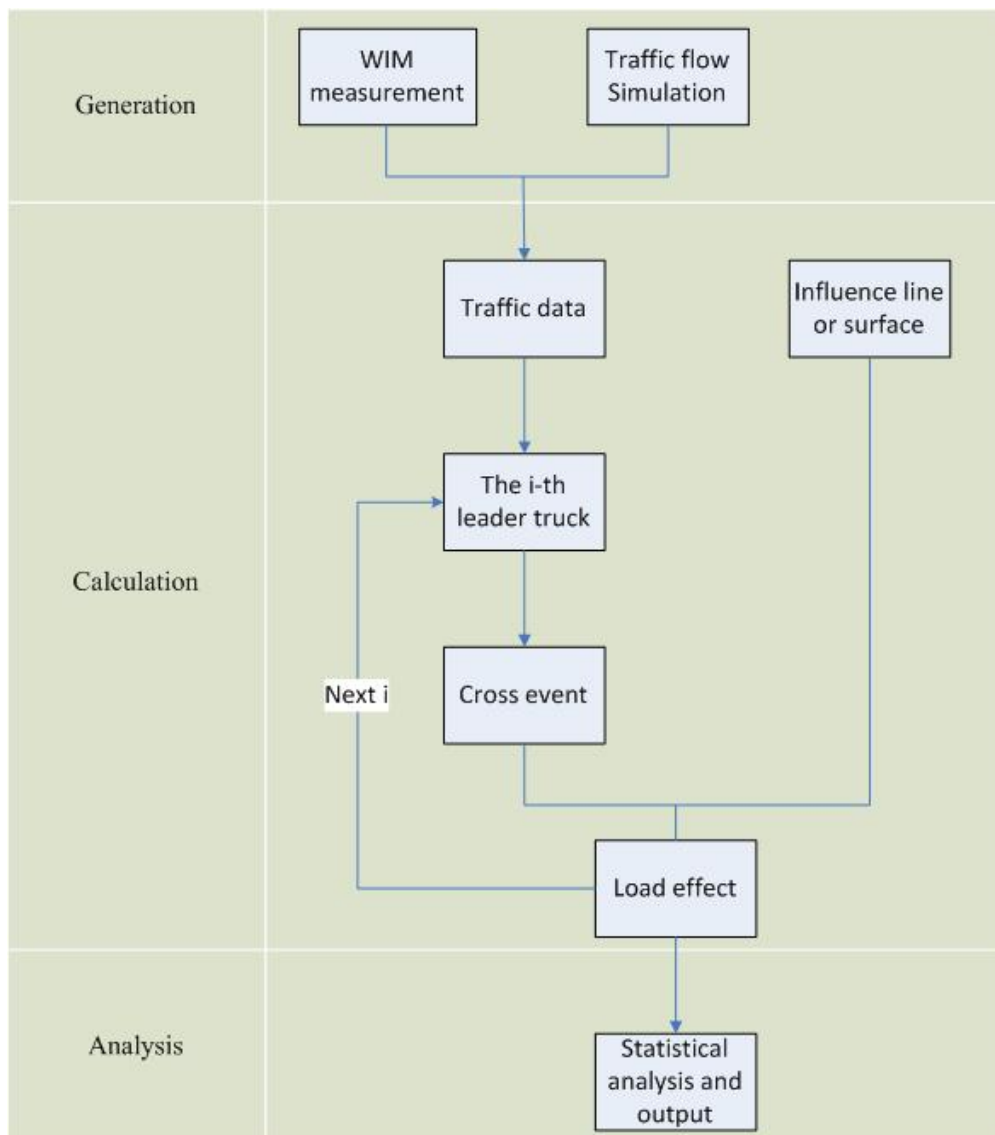 Generation
WIM
measurement
Traffic flow
Simulation
Calculation
Traffic data
Influence line
or surface
The i-th
leader truck
Next i
Cross event
Load effect
Analysis
Statistical
analysis and
output